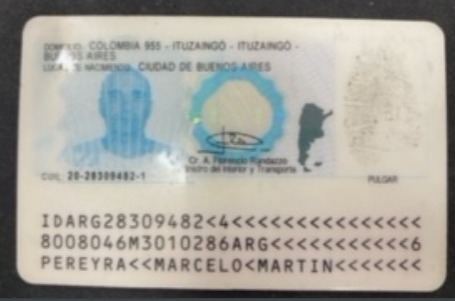 DOMICILIO: COLOMBIA 955 - ITUZAINGÓ - ITUZAINGÓ -
BUENOS AIRES
LUGAR DE NACIMIENTO: CIUDAD DE BUENOS AIRES
Cr. A. Florencio Randazzo
Ministro del Interior y Transporte
CUIL: 20-28309482-1
PULGAR
IDARG28309482<4<<<<<<<<<<<<<<<
8008046M3010286ARG<<<<<<<<<<<6
PEREYRA<<MARCELO<MARTIN<<<<<<<